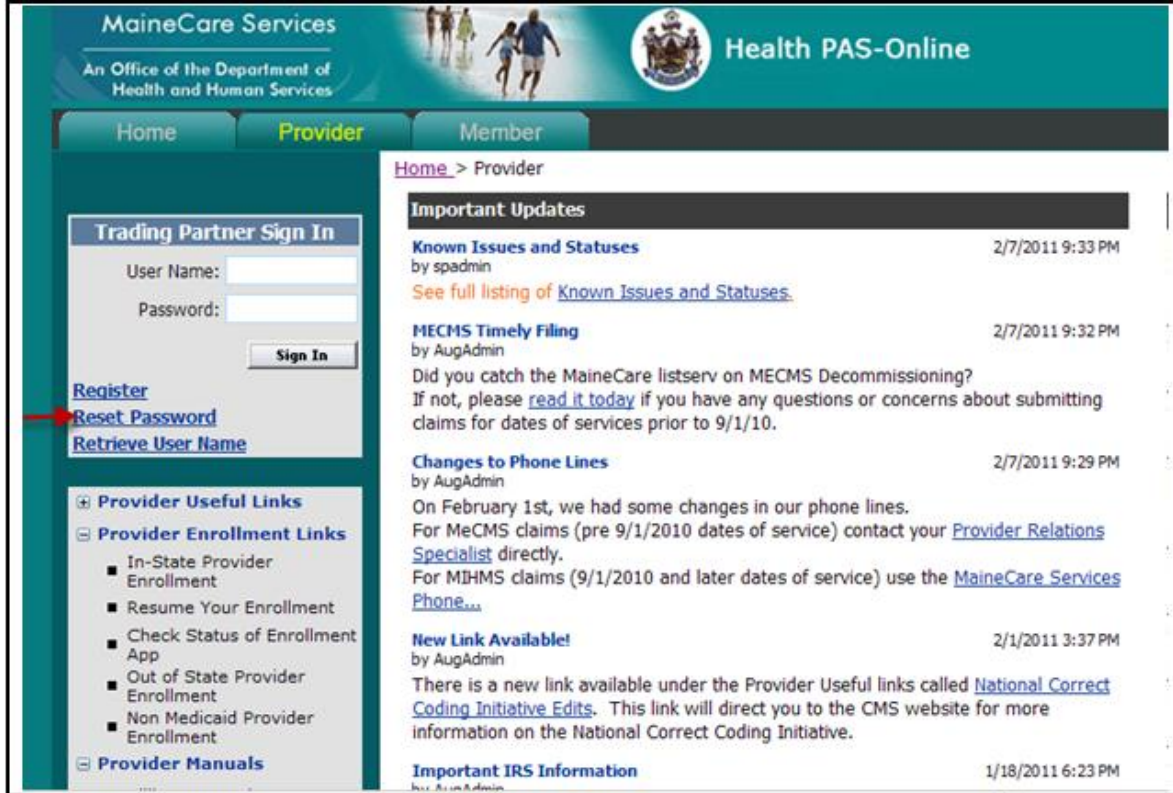 MaineCare Services
An Office of the Department of
Health and Human Services
Health PAS-Online
Home
Provider
Member
Home > Provider
Trading Partner Sign In
User Name:
Password:
Sign In
Register
Reset Password
Retrieve User Name
Provider Useful Links
Provider Enrollment Links
In-State Provider
Enrollment
Resume Your Enrollment
Check Status of Enrollment
App
Out of State Provider
Enrollment
Non Medicaid Provider
Enrollment
Provider Manuals
Important Updates
Known Issues and Statuses 2/7/2011 9:33 PM
by spadmin
See full listing of Known Issues and Statuses.
MECMS Timely Filing 2/7/2011 9:32 PM
by AugAdmin
Did you catch the MaineCare listserv on MECMS Decommissioning?
If not, please read it today if you have any questions or concerns about submitting
claims for dates of services prior to 9/1/10.
Changes to Phone Lines 2/7/2011 9:29 PM
by AugAdmin
On February 1st, we had some changes in our phone lines.
For MeCMS claims (pre 9/1/2010 dates of service) contact your Provider Relations
Specialist directly.
For MIHMS claims (9/1/2010 and later dates of service) use the MaineCare Services
Phone...
New Link Available! 2/1/2011 3:37 PM
by AugAdmin
There is a new link available under the Provider Useful links called National Correct
Coding Initiative Edits. This link will direct you to the CMS website for more
information on the National Correct Coding Initiative.
Important IRS Information 1/18/2011 6:23 PM
by AugAdmin